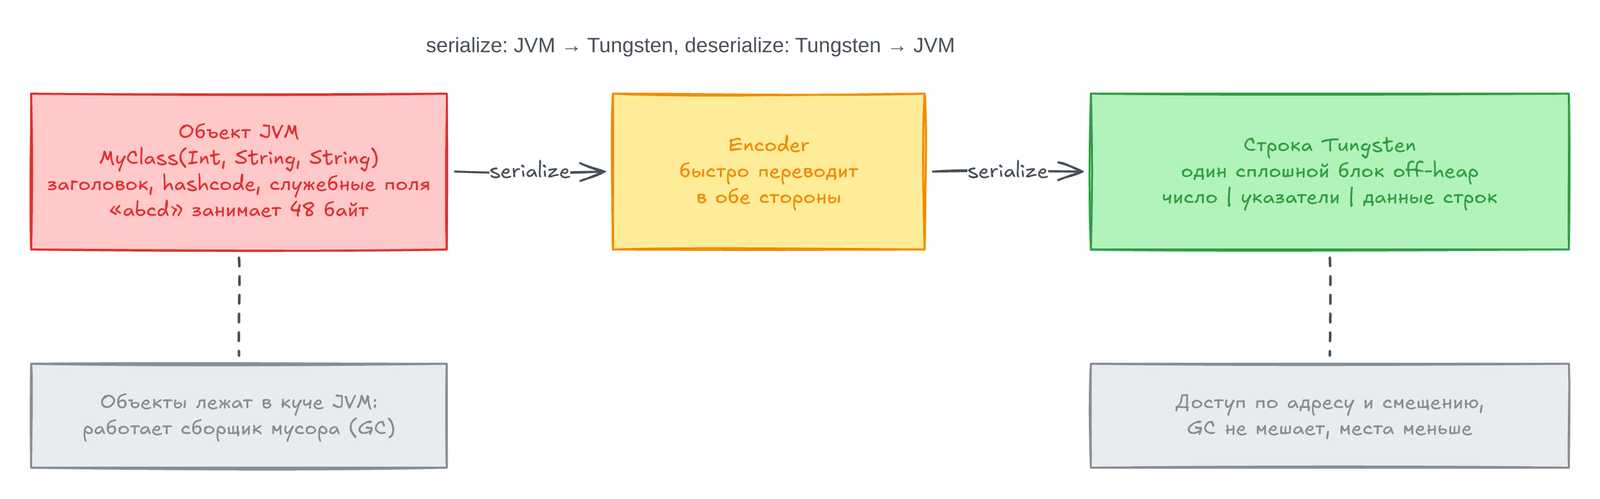 serialize: JVM → Tungsten, deserialize: Tungsten → JVM
Объект JVM
MyClass(Int, String, String)
заголовок, hashcode, служебные поля
«abcd» занимает 48 байт
serialize
Encoder
быстро переводит
в обе стороны
serialize
Строка Tungsten
один сплошной блок off-heap
число | указатели | данные строк
Объекты лежат в куче JVM:
работает сборщик мусора (GC)
Доступ по адресу и смещению,
GC не мешает, места меньше